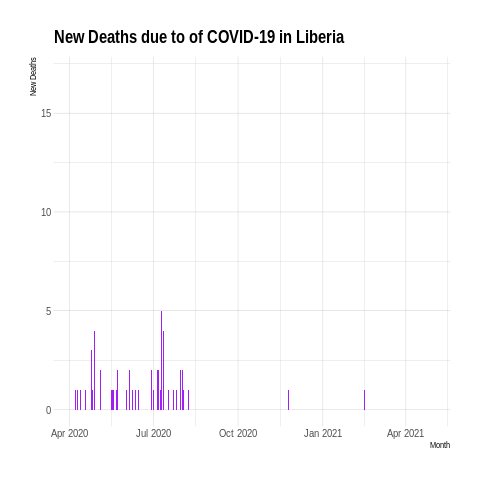 New Deaths due to of COVID-19 in Liberia
New Deaths
15
10
5
0
Apr 2020 Jul 2020 Oct 2020 Jan 2021 Apr 2021
Month